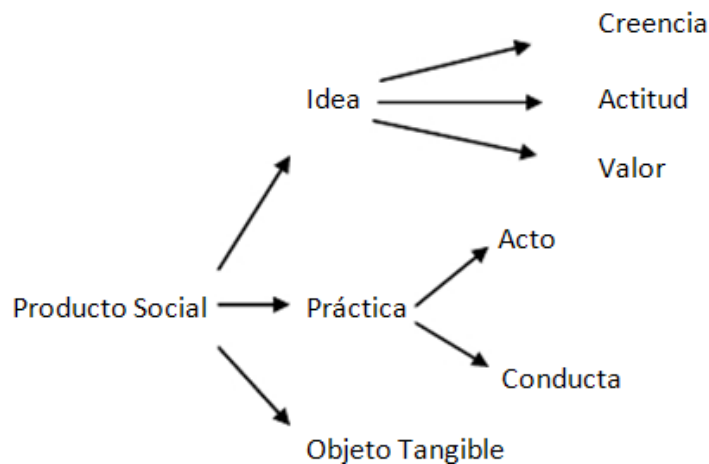 Creencia
Idea
Actitud
Valor
Acto
Producto Social
Práctica
Conducta
Objeto Tangible